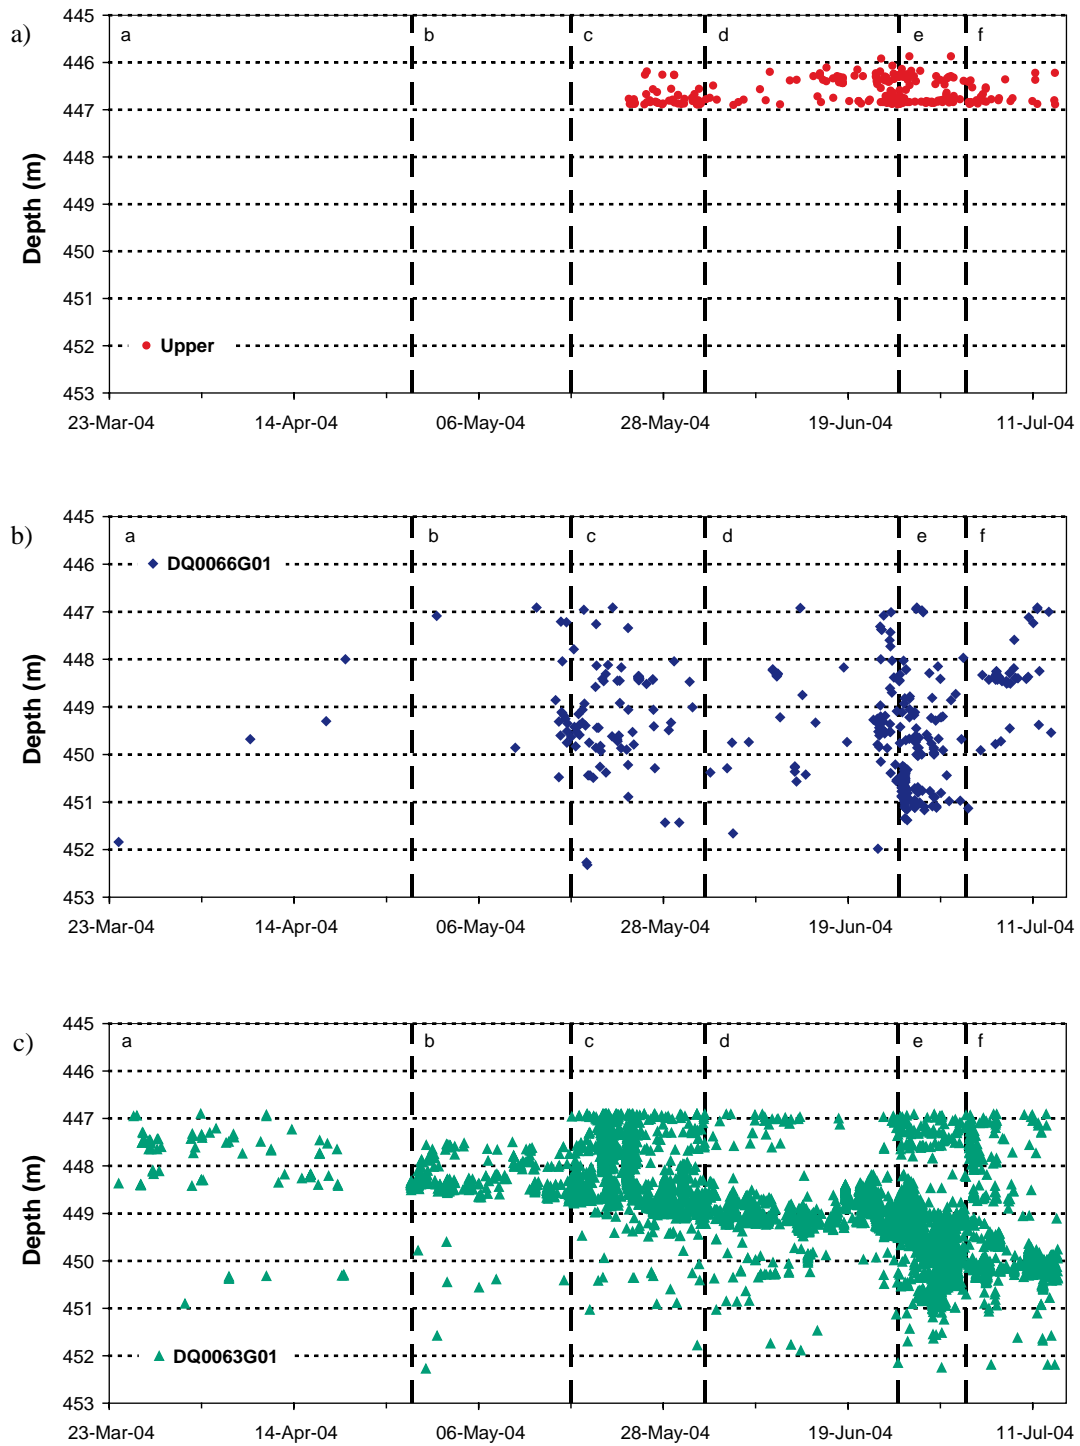 a)
445
446
447
448
449
450
451
452
453
Depth (m)
a b c d e f
Upper
23-Mar-04 14-Apr-04 06-May-04 28-May-04 19-Jun-04 11-Jul-04
b)
445
446
447
448
449
450
451
452
453
Depth (m)
a b c d e f
DQ0066G01
23-Mar-04 14-Apr-04 06-May-04 28-May-04 19-Jun-04 11-Jul-04
c)
445
446
447
448
449
450
451
452
453
Depth (m)
a b c d e f
DQ0063G01
23-Mar-04 14-Apr-04 06-May-04 28-May-04 19-Jun-04 11-Jul-04